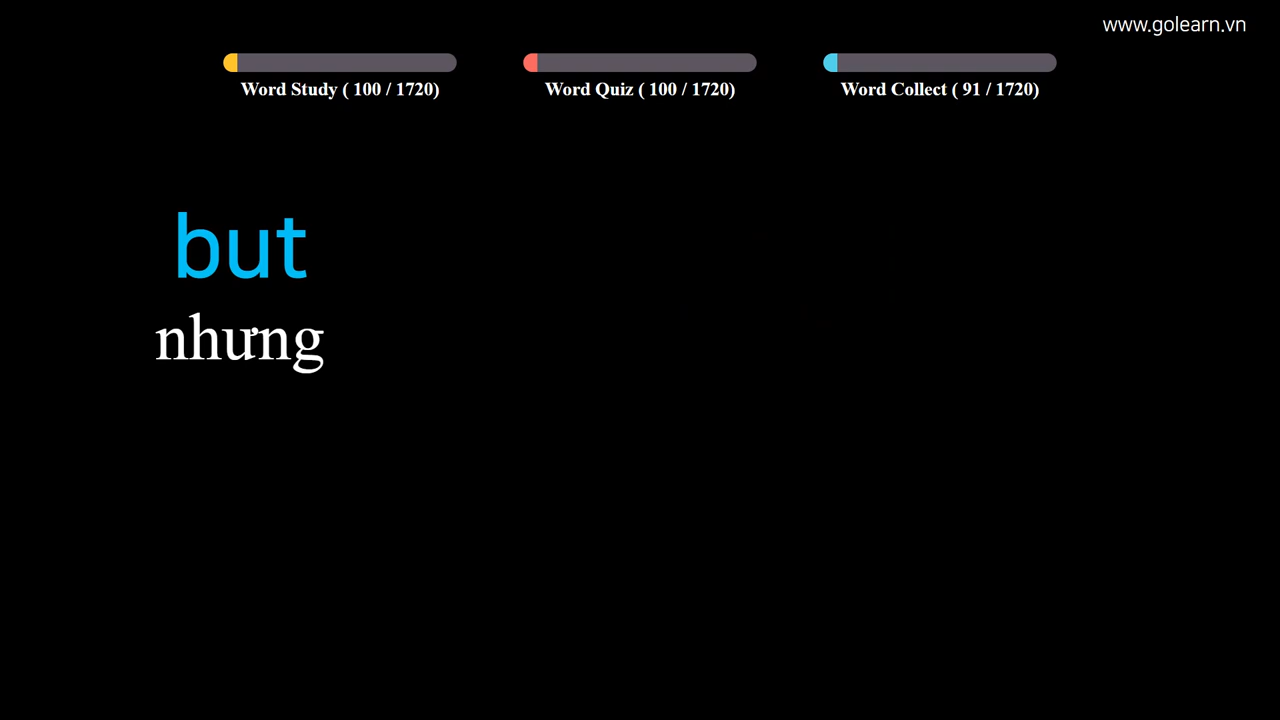 www.golearn.vn
Word Study ( 100 / 1720)
Word Quiz ( 100 / 1720)
Word Collect ( 91 / 1720)
but
nhưng